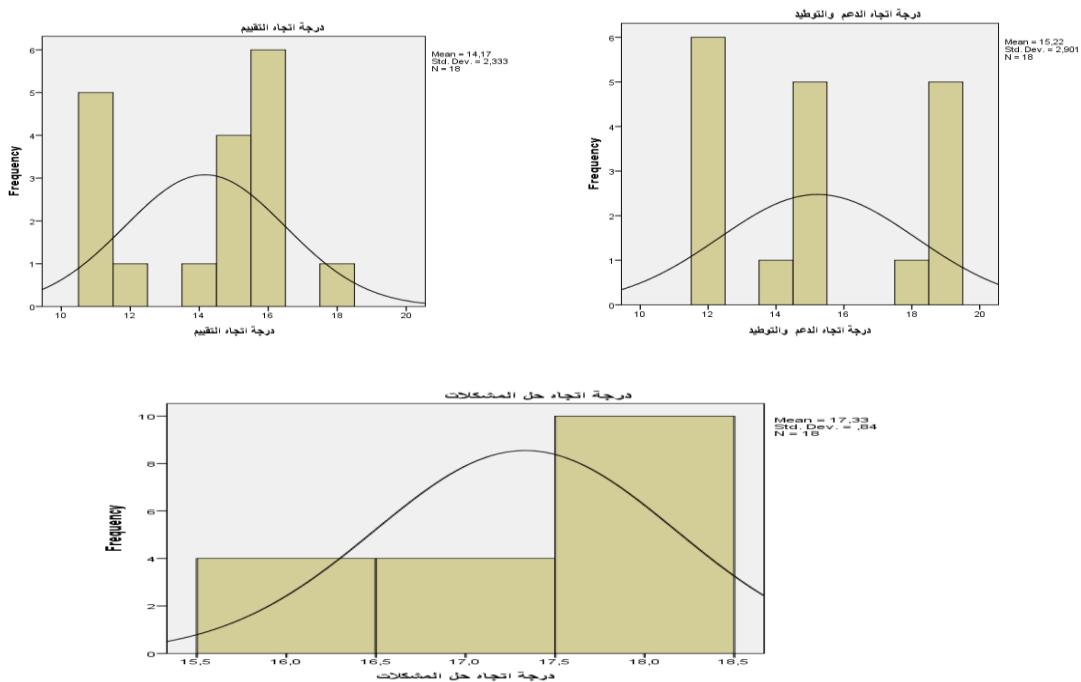 درجة اتجاه التقييم
Mean = 14,17
Std. Dev. = 2,333
N = 18
Frequency
6
5
4
3
2
1
0
10 12 14 16 18 20
درجة اتجاه التقييم
درجة اتجاه الدعم والتوطيد
Mean = 15,22
Std. Dev. = 2,901
N = 18
Frequency
6
5
4
3
2
1
0
10 12 14 16 18 20
درجة اتجاه الدعم والتوطيد
درجة اتجاه حل المشكلات
Mean = 17,33
Std. Dev. = ,84
N = 18
Frequency
10
8
6
4
2
0
15,5 16,0 16,5 17,0 17,5 18,0 18,5
درجة اتجاه حل المشكلات